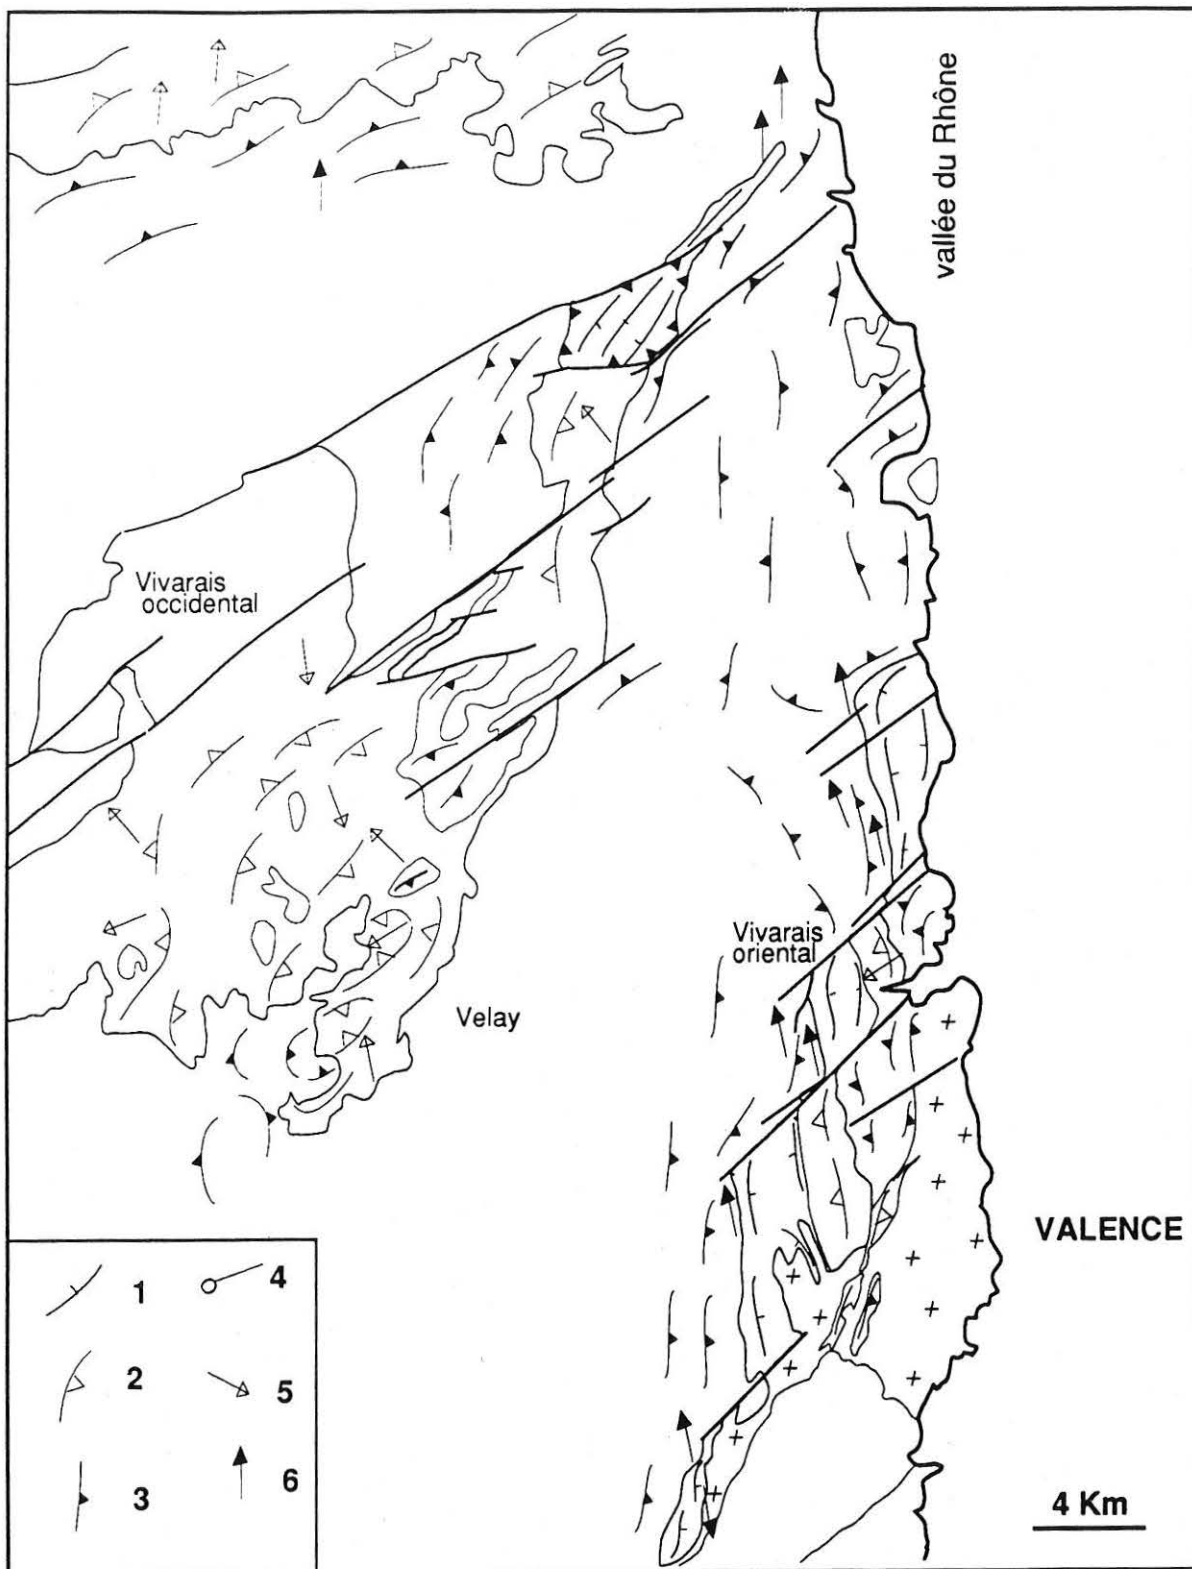 vallée du Rhône
Vivarais
occidental
Vivarais
oriental
Velay
VALENCE
1 4
2 5
3 6
4 Km